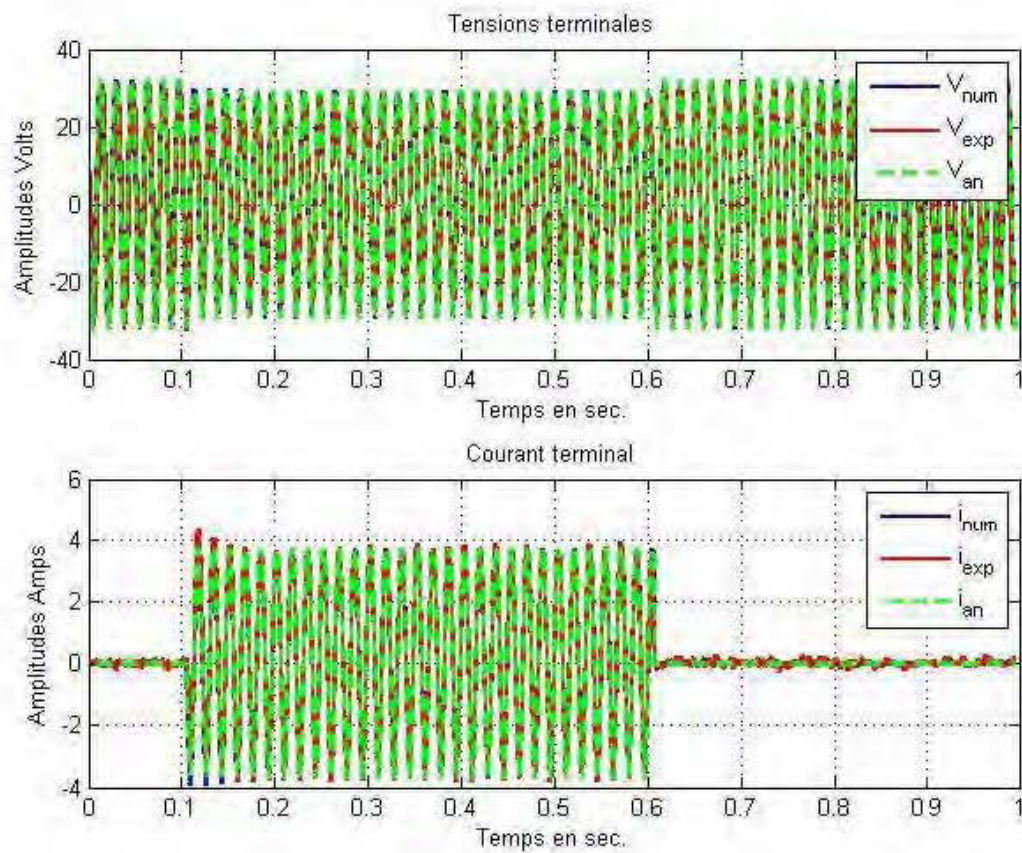 Tensions terminales
40
20
0
-20
-40
Amplitudes Volts
V_num
V_exp
V_an
0 0.1 0.2 0.3 0.4 0.5 0.6 0.7 0.8 0.9 1
Temps en sec.
Courant terminal
6
4
2
0
-2
-4
Amplitudes Amps
i_num
i_exp
i_an
0 0.1 0.2 0.3 0.4 0.5 0.6 0.7 0.8 0.9 1
Temps en sec.